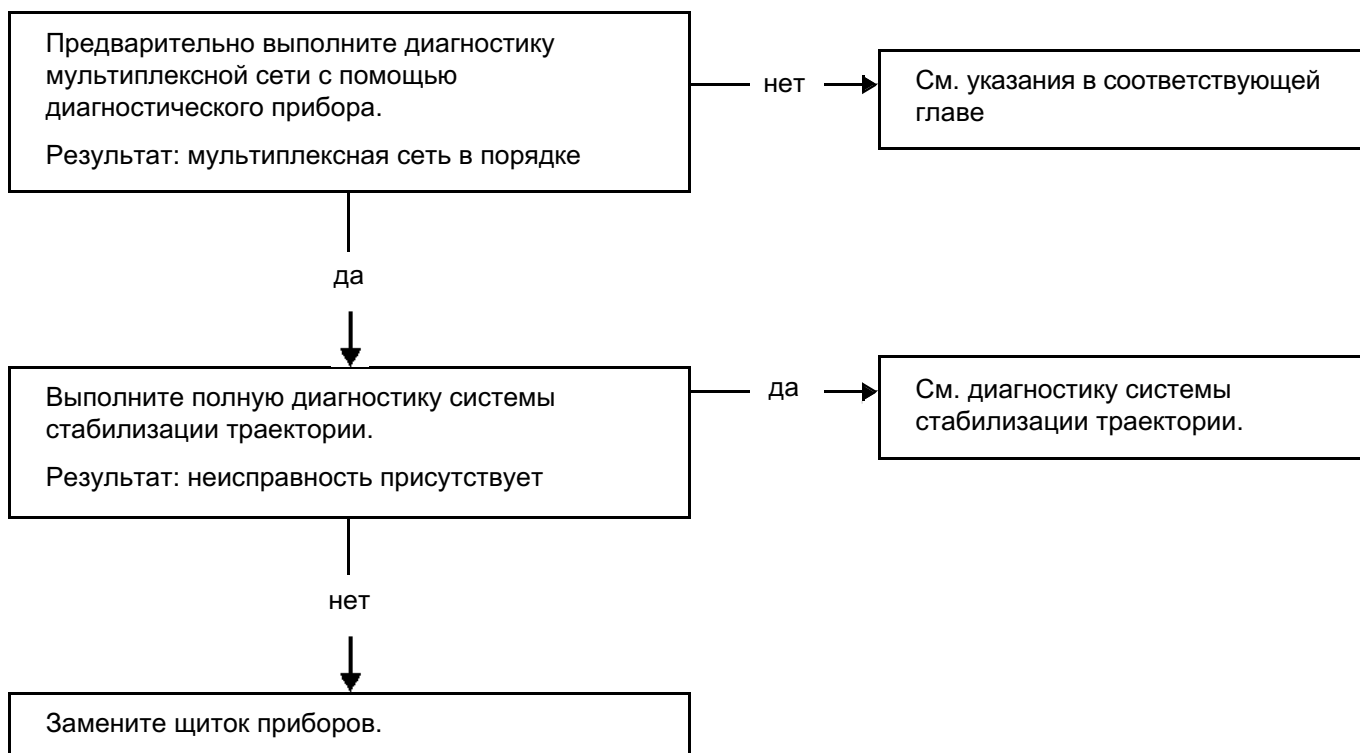 Предварительно выполните диагностику
мультиплексной сети с помощью
диагностического прибора.
Результат: мультиплексная сеть в порядке
нет
См. указания в соответствующей
главе
да
Выполните полную диагностику системы
стабилизации траектории.
Результат: неисправность присутствует
да
См. диагностику системы
стабилизации траектории.
нет
Замените щиток приборов.